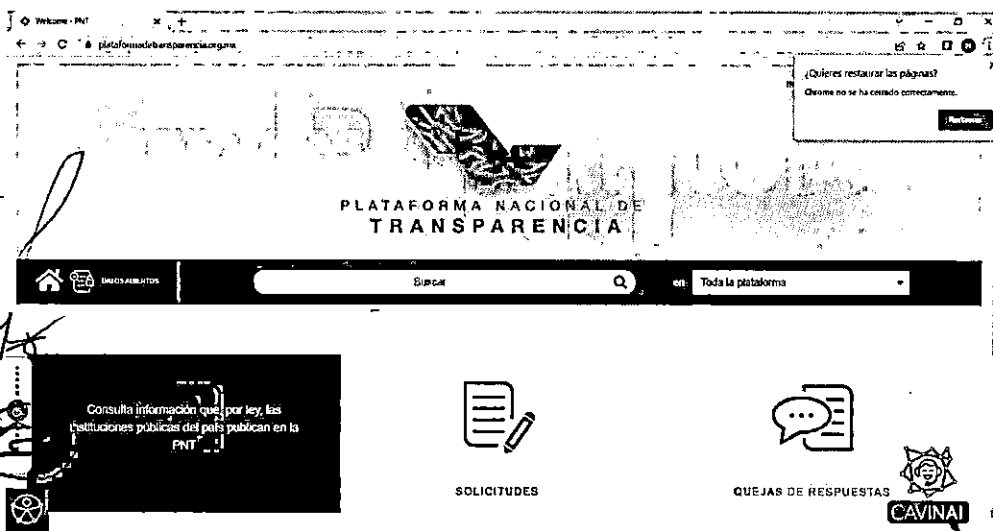 Welcome - PNT
plataformadetransparencia.org.mx
¿Quieres restaurar las páginas?
Chrome no se ha cerrado correctamente.
Restaurar
PLATAFORMA NACIONAL DE
TRANSPARENCIA
DATOS ABIERTOS
Buscar
en:
Toda la plataforma
Consulta información que, por ley, las
instituciones públicas del país publican en la
PNT
SOLICITUDES
QUEJAS DE RESPUESTAS
CAVINAI